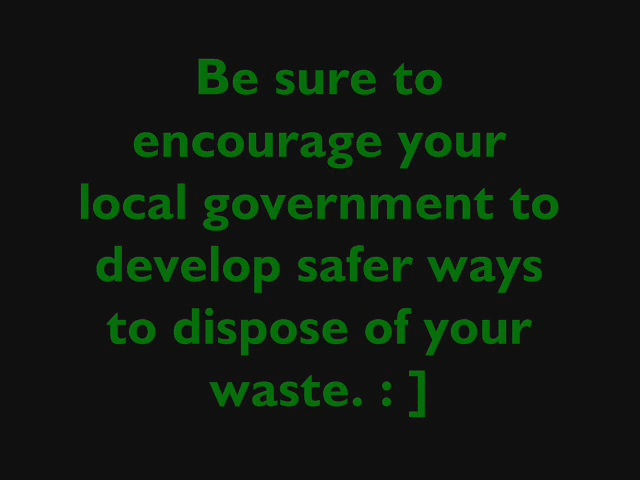 Be sure to
encourage your
local government to
develop safer ways
to dispose of your
waste. : ]